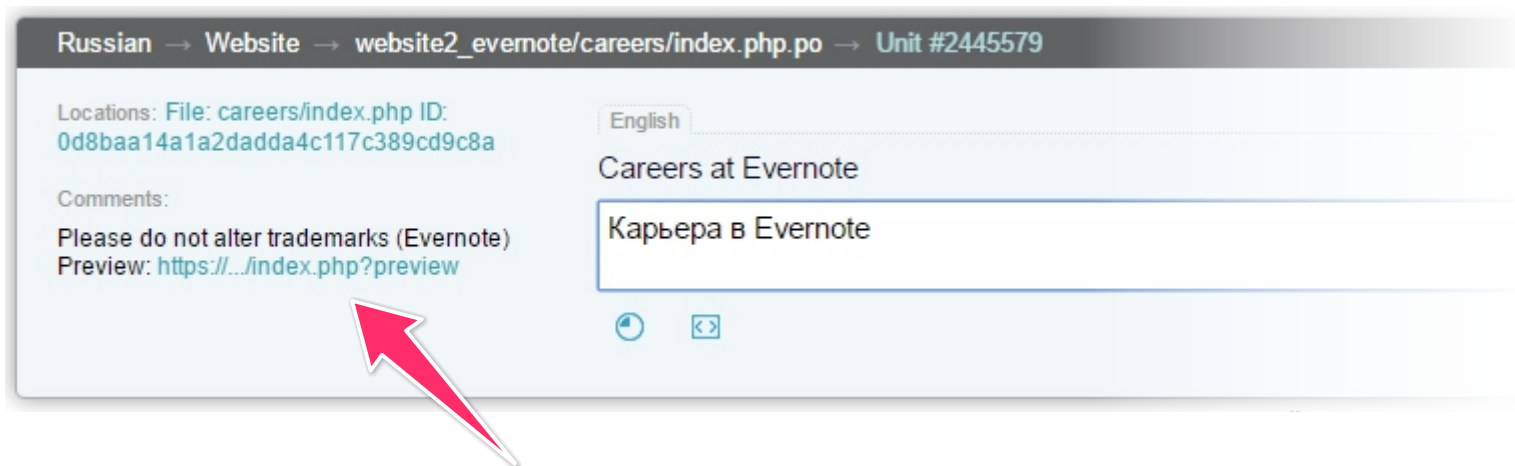 Russian → Website → website2_evernote/careers/index.php.po → Unit #2445579
Locations: File: careers/index.php ID:
0d8baa14a1a2dadda4c117c389cd9c8a
Comments:
Please do not alter trademarks (Evernote)
Preview: https://.../index.php?preview
English
Careers at Evernote
Карьера в Evernote